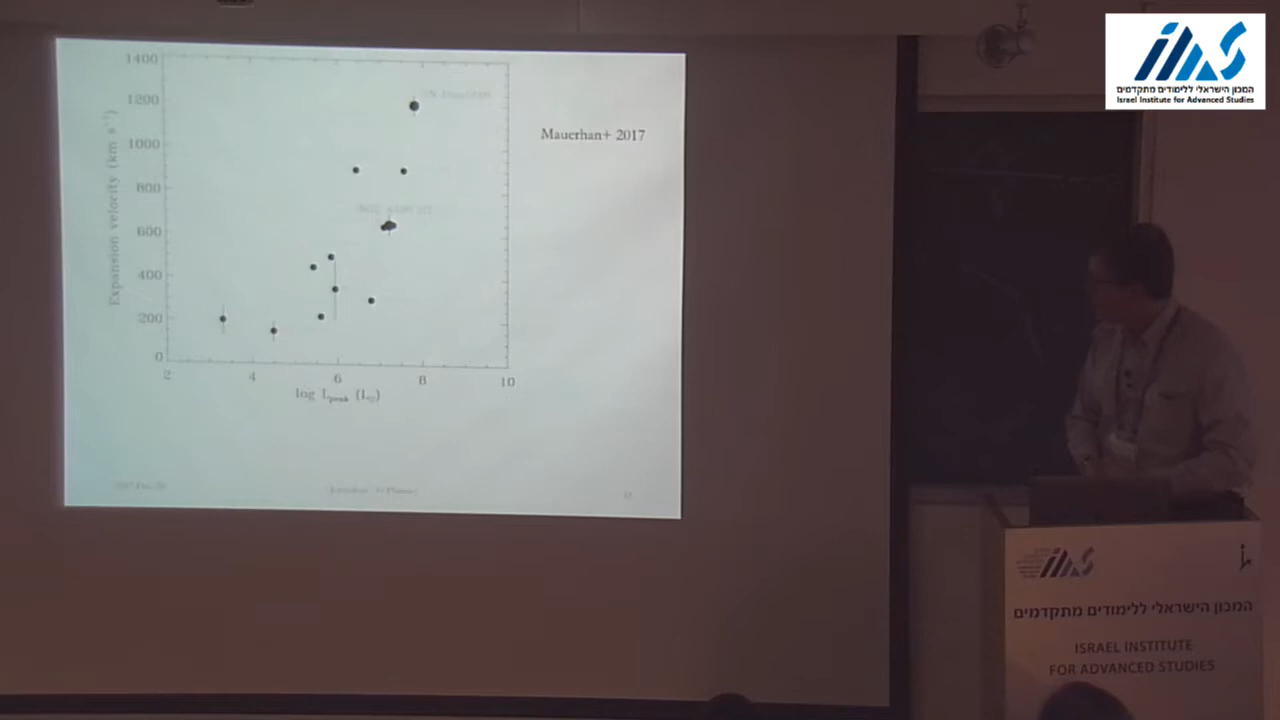 המכון הישראלי ללימודים מתקדמים
Israel Institute for Advanced Studies
Mauerhan+ 2017
1400
1200
1000
800
600
400
200
0
Expansion velocity (km s⁻¹)
2 4 6 8 10
log Lpeak (L☉)
המכון הישראלי ללימודים מתקדמים
ISRAEL INSTITUTE
FOR ADVANCED STUDIES